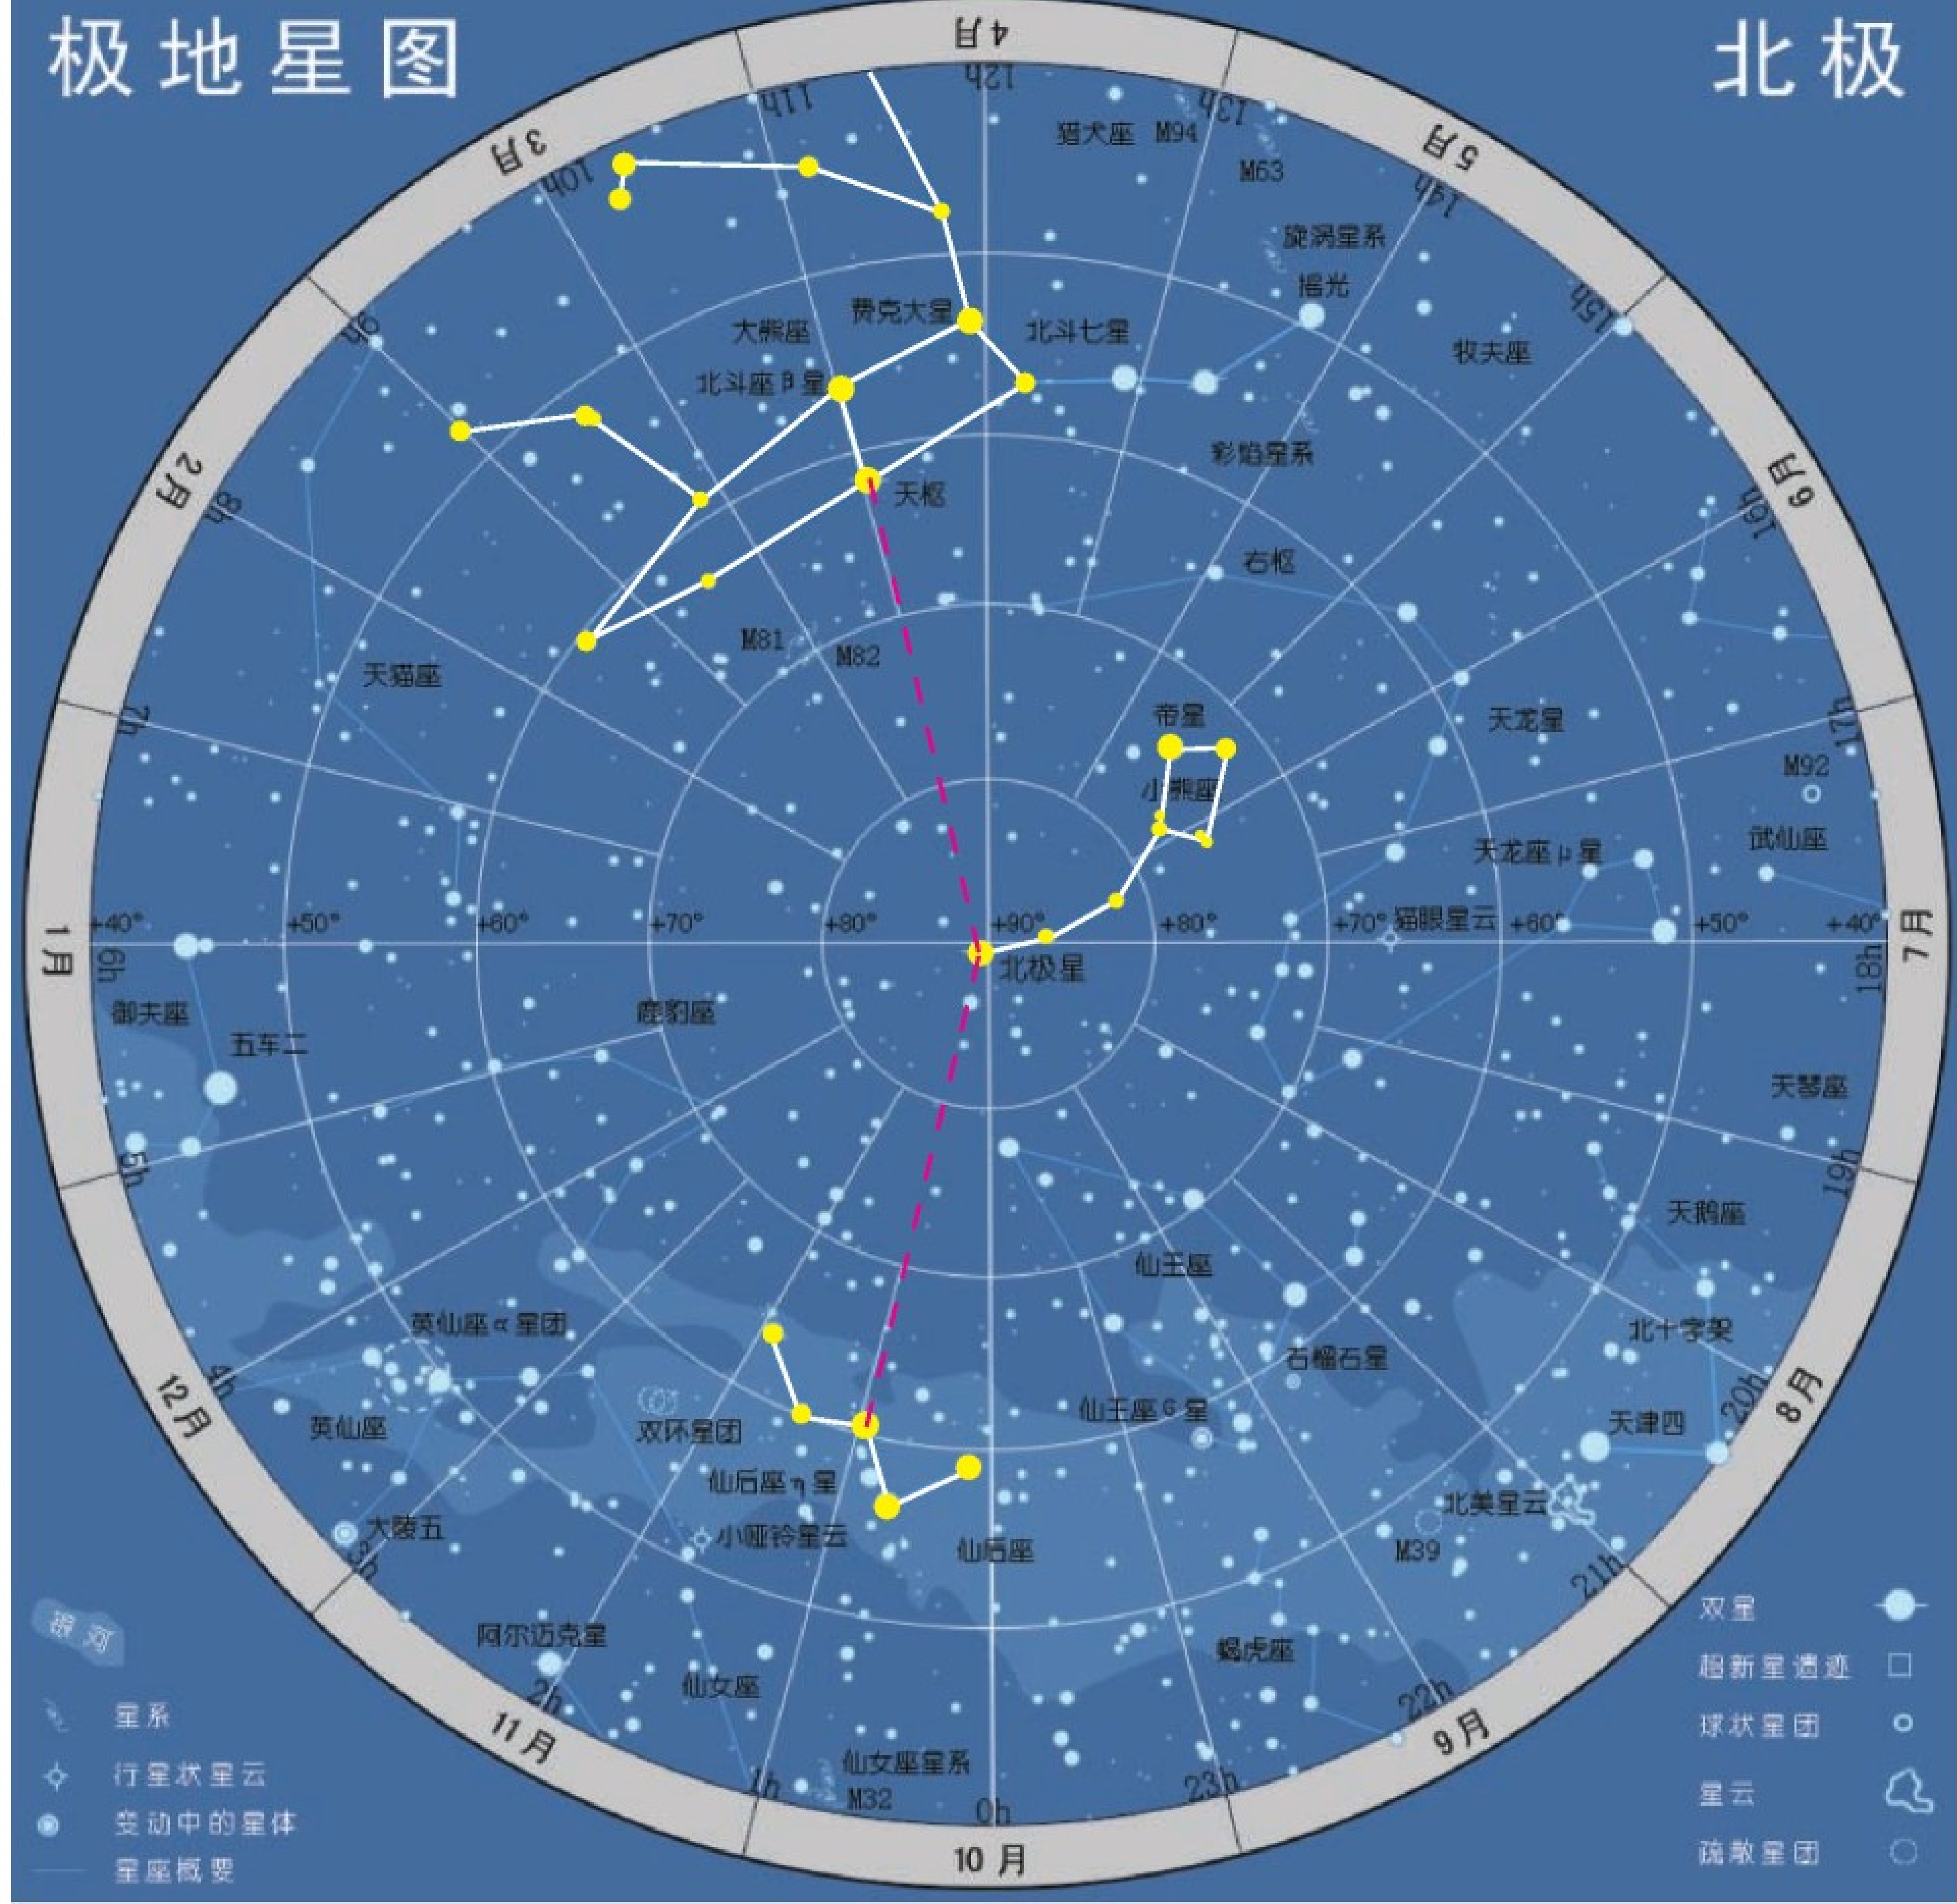 极地星图
北极
4月
12h
11h
13h
猎犬座 M94
3月
5月
10h
M63
14h
旋涡星系
摇光
费克大星
大熊座
北斗七星
9h
15h
牧夫座
北斗座β星
彩焰星系
2月
6月
天枢
8h
16h
右枢
M81
M82
天猫座
帝星
天龙星
7h
17h
M92
小熊座
武仙座
天龙座μ星
+40°
+50°
+60°
+70°
+80°
+90°
+80°
+70°
猫眼星云
+60°
+50°
+40°
1月
7月
6h
18h
北极星
御夫座
鹿豹座
五车二
天琴座
5h
19h
天鹅座
仙王座
英仙座α星团
北十字架
石榴石星
4h
20h
12月
8月
英仙座
双环星团
仙王座G星
天津四
仙后座η星
北美星云
大陵五
小哑铃星云
仙后座
M39
3h
21h
银河
双星
阿尔迈克星
蝎虎座
超新星遗迹
仙女座
2h
22h
星系
11月
9月
球状星团
仙女座星系
行星状星云
1h
M32
0h
23h
星云
变动中的星体
10月
疏散星团
星座概要